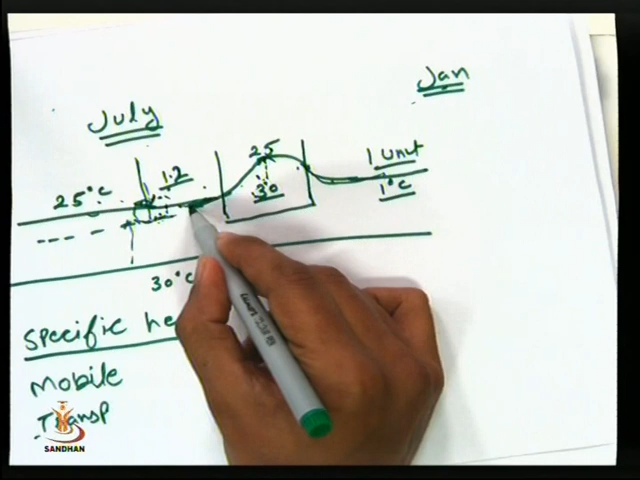 Jan
July
25
1.2
1 unit
25°C
30
1°C
30°C
Specific he
Mobile
Transp
SANDHAN